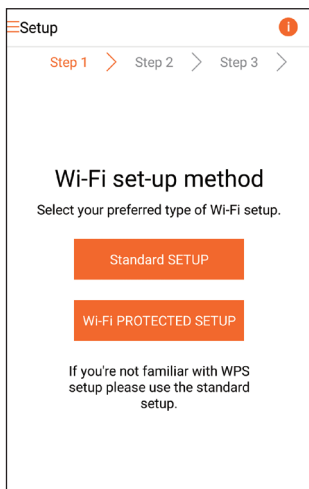 Setup
i
Step 1 Step 2 Step 3
Wi-Fi set-up method
Select your preferred type of Wi-Fi setup.
Standard SETUP
Wi-Fi PROTECTED SETUP
If you're not familiar with WPS
setup please use the standard
setup.